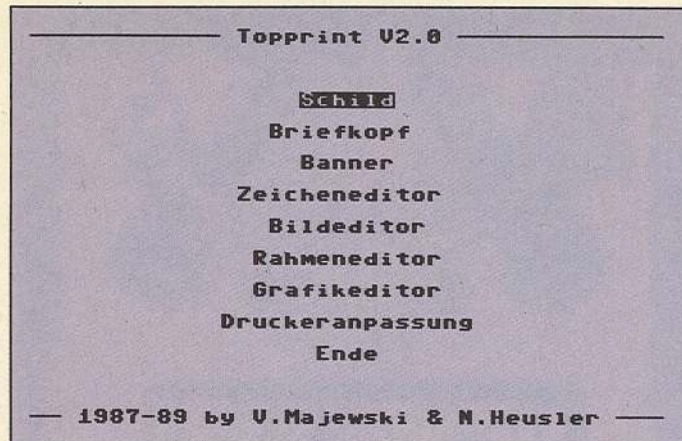 Topprint V2.0
Schild
Briefkopf
Banner
Zeicheneditor
Bildeditor
Rahmeneditor
Grafikeditor
Druckeranpassung
Ende
1987-89 by V.Majewski & N.Heusler